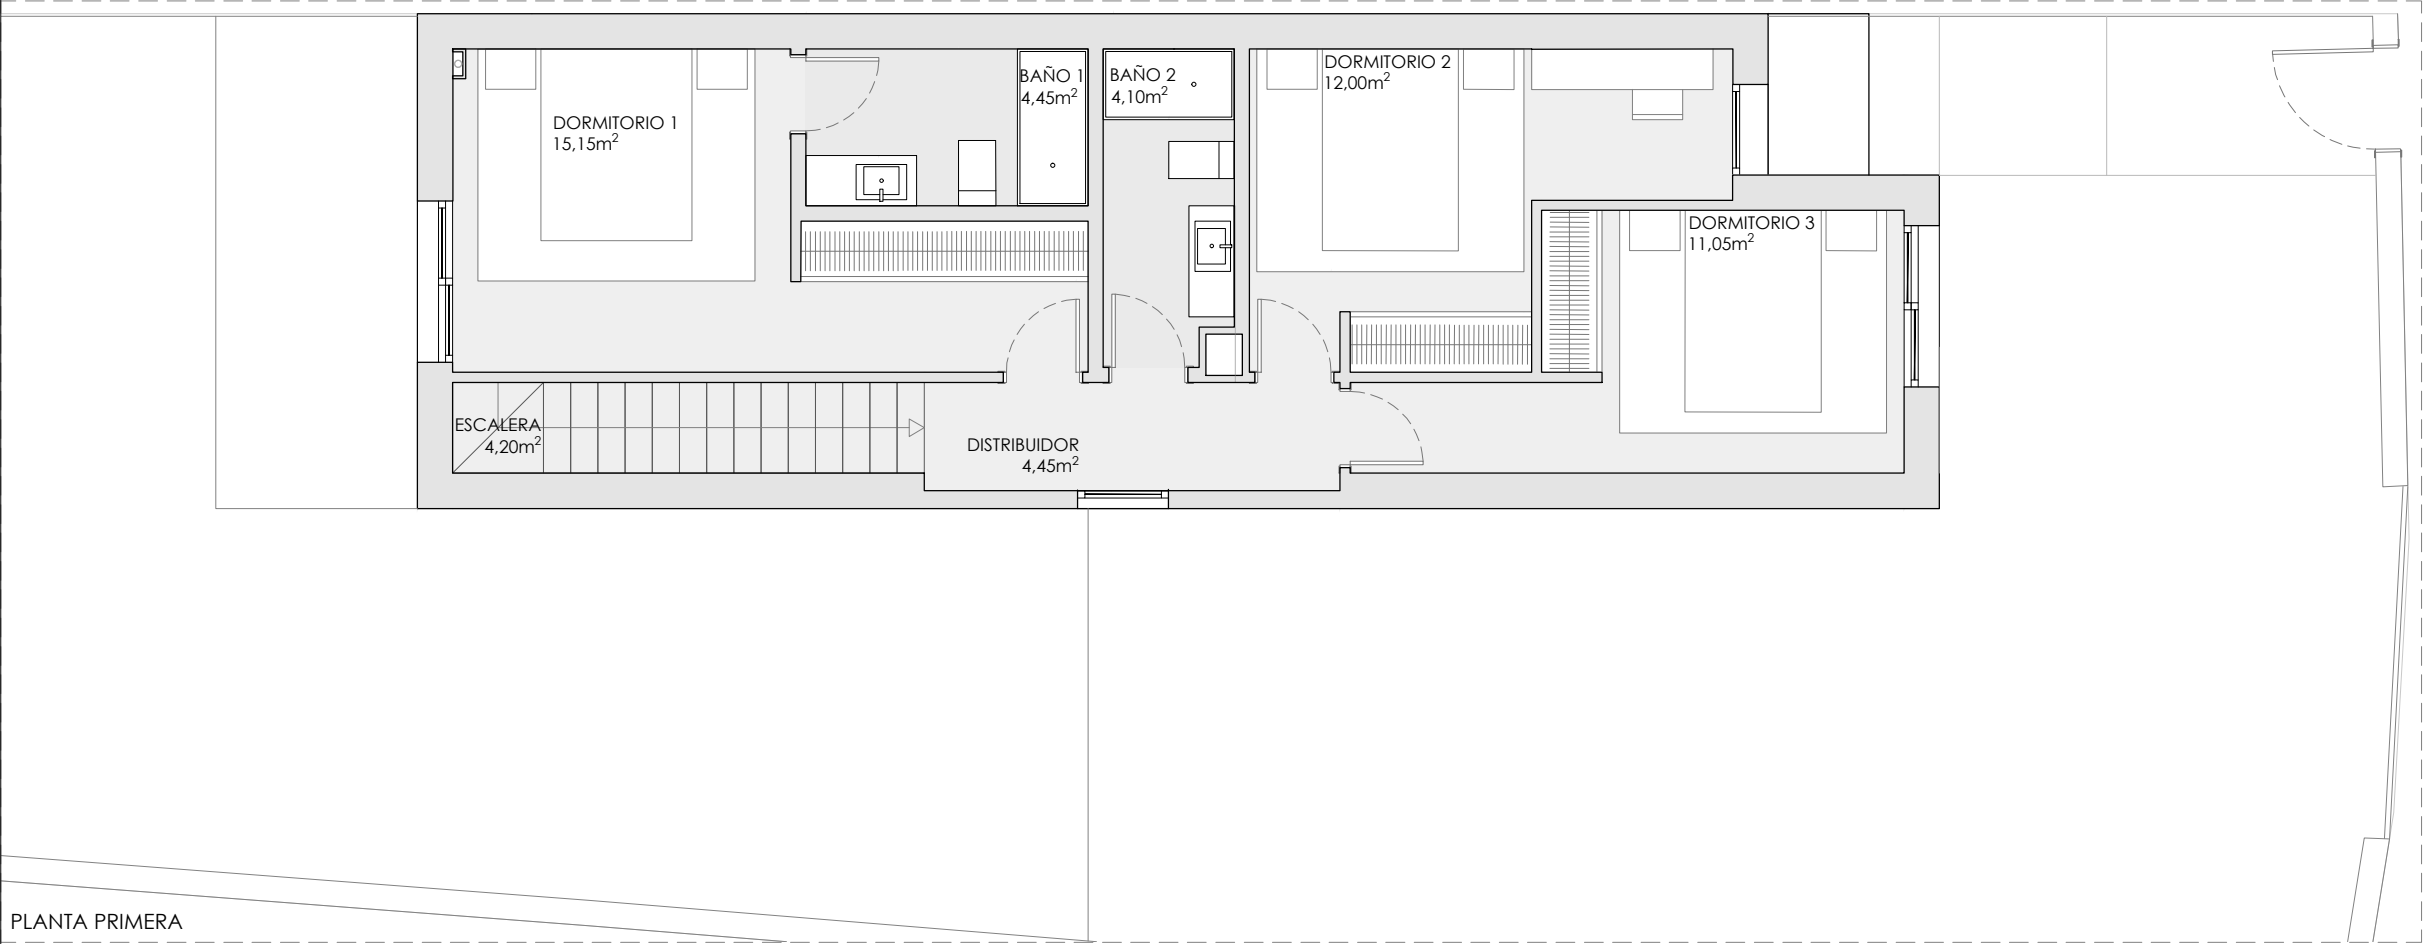 DORMITORIO 1
15,15m²
BAÑO 1
4,45m²
BAÑO 2
4,10m²
DORMITORIO 2
12,00m²
DORMITORIO 3
11,05m²
ESCALERA
4,20m²
DISTRIBUIDOR
4,45m²
PLANTA PRIMERA